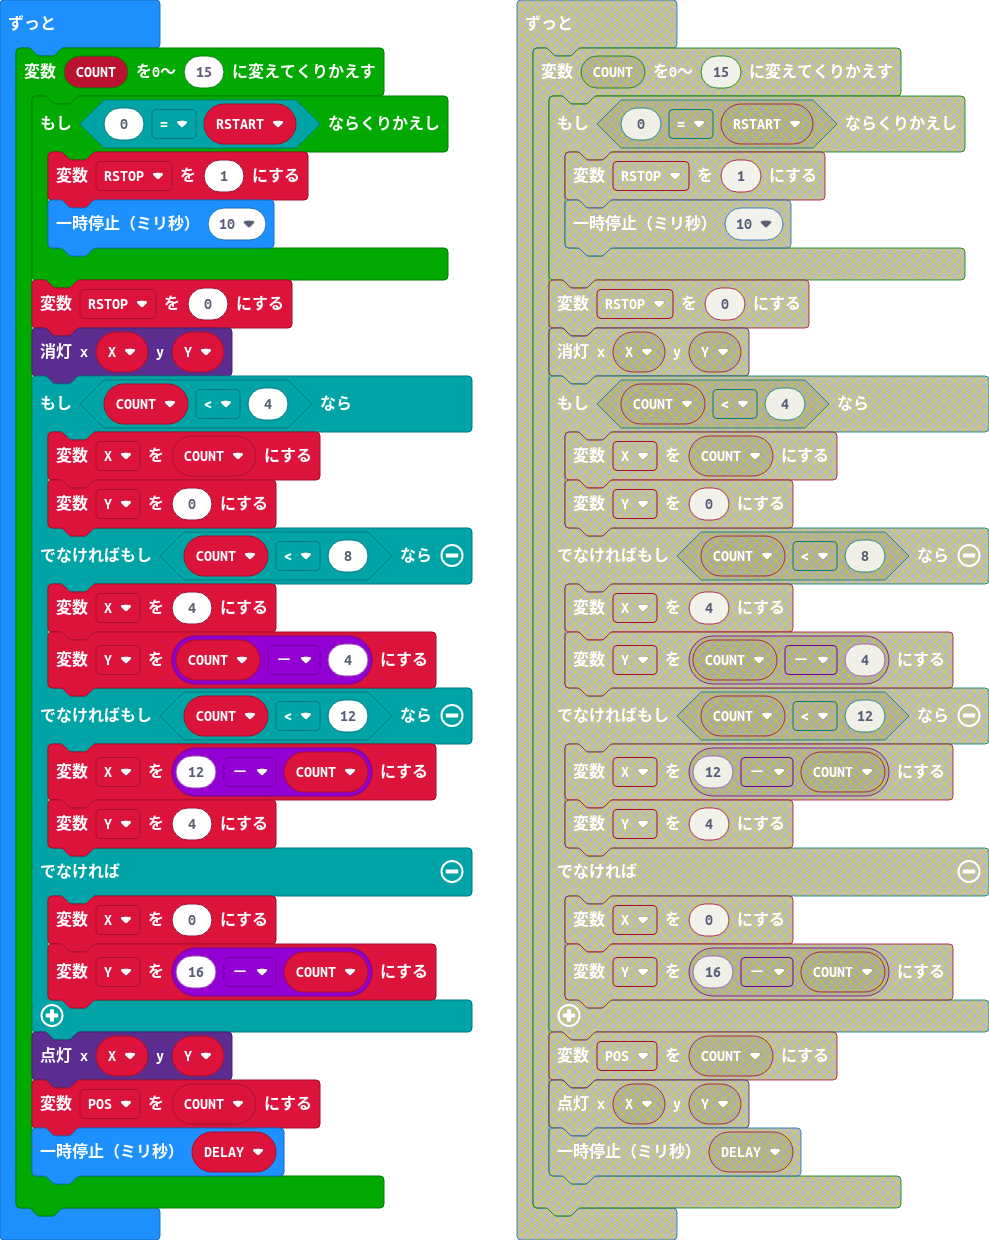 ずっと
変数 COUNT を0～ 15 に変えてくりかえす
もし 0 = RSTART ならくりかえし
変数 RSTOP を 1 にする
一時停止（ミリ秒） 10
変数 RSTOP を 0 にする
消灯 x X y Y
もし COUNT < 4 なら
変数 X を COUNT にする
変数 Y を 0 にする
でなければもし COUNT < 8 なら
変数 X を 4 にする
変数 Y を COUNT － 4 にする
でなければもし COUNT < 12 なら
変数 X を 12 － COUNT にする
変数 Y を 4 にする
でなければ
変数 X を 0 にする
変数 Y を 16 － COUNT にする
点灯 x X y Y
変数 POS を COUNT にする
一時停止（ミリ秒） DELAY
ずっと
変数 COUNT を0～ 15 に変えてくりかえす
もし 0 = RSTART ならくりかえし
変数 RSTOP を 1 にする
一時停止（ミリ秒） 10
変数 RSTOP を 0 にする
消灯 x X y Y
もし COUNT < 4 なら
変数 X を COUNT にする
変数 Y を 0 にする
でなければもし COUNT < 8 なら
変数 X を 4 にする
変数 Y を COUNT － 4 にする
でなければもし COUNT < 12 なら
変数 X を 12 － COUNT にする
変数 Y を 4 にする
でなければ
変数 X を 0 にする
変数 Y を 16 － COUNT にする
変数 POS を COUNT にする
点灯 x X y Y
一時停止（ミリ秒） DELAY